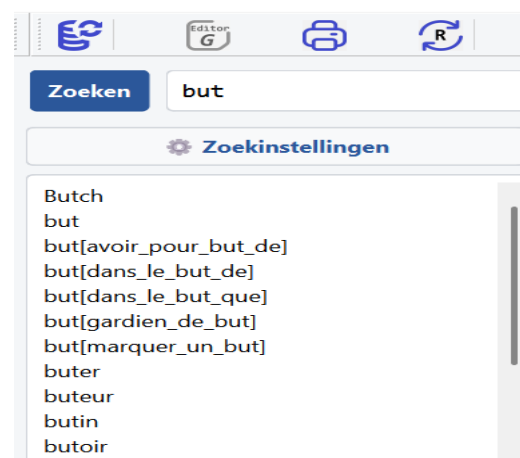 Editor
G
R
Zoeken
but
Zoekinstellingen
Butch
but
but[avoir_pour_but_de]
but[dans_le_but_de]
but[dans_le_but_que]
but[gardien_de_but]
but[marquer_un_but]
buter
buteur
butin
butoir